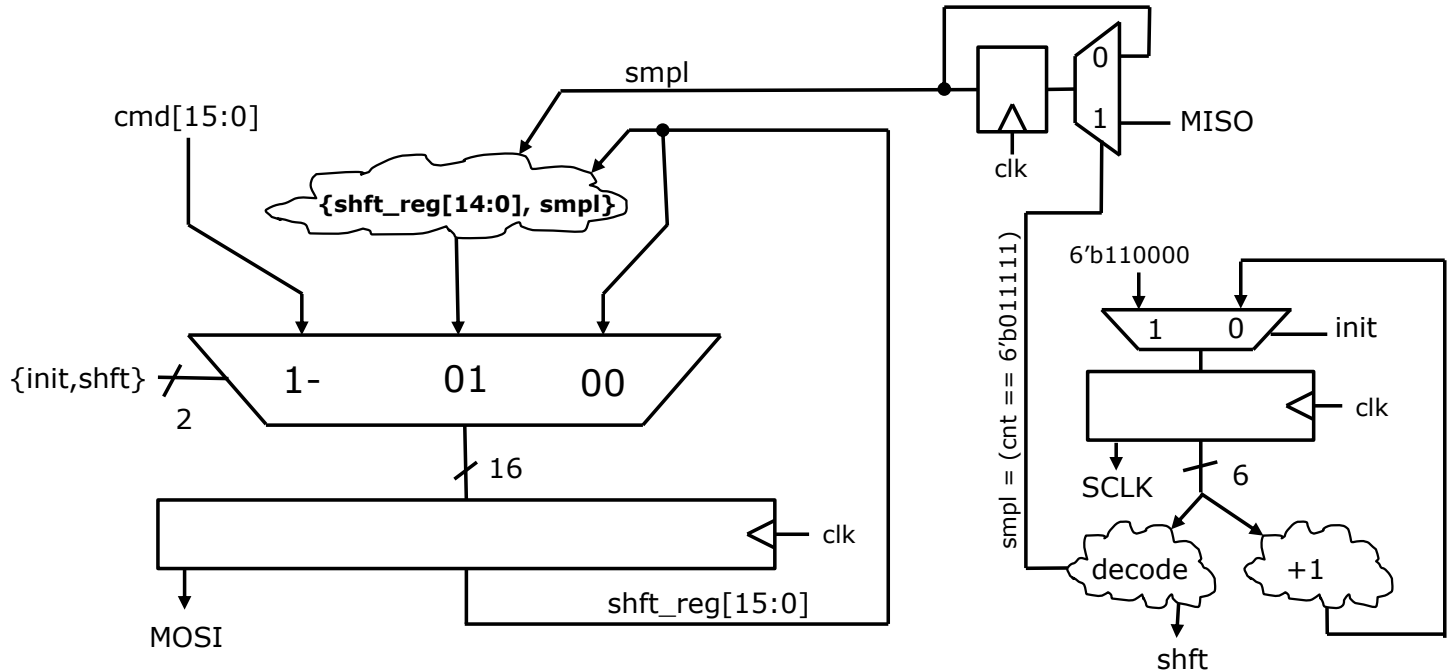 smpl
cmd[15:0]
{shft_reg[14:0], smpl}
0
1
MISO
clk
smpl = (cnt == 6'b011111)
6'b110000
1 0
init
clk
SCLK
6
decode
+1
shft
{init,shft}
2
1- 01 00
16
clk
shft_reg[15:0]
MOSI